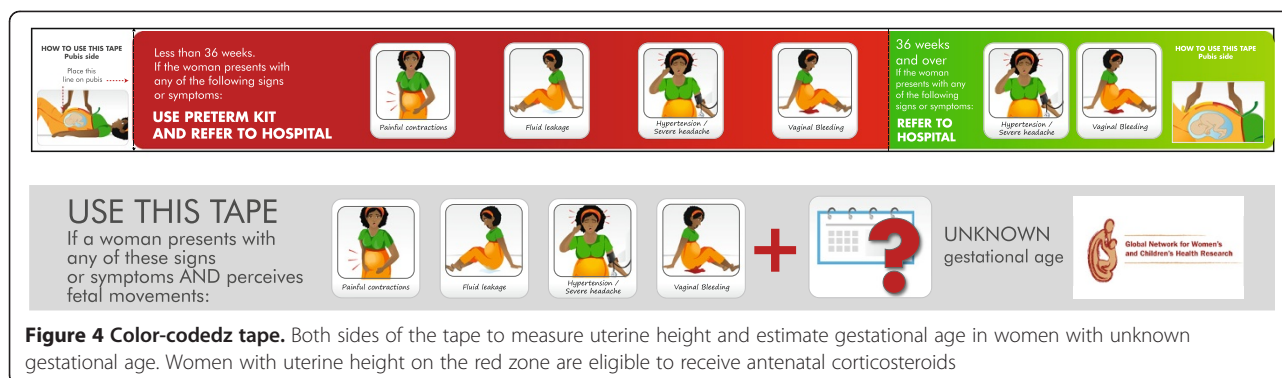 HOW TO USE THIS TAPE
Pubis side
Place this
line on pubis
Less than 36 weeks.
If the woman presents with
any of the following signs
or symptoms:
USE PRETERM KIT
AND REFER TO HOSPITAL
Painful contractions
Fluid leakage
Hypertension /
Severe headache
Vaginal Bleeding
36 weeks
and over
If the woman
presents with any
of the following
signs or symptoms:
REFER TO
HOSPITAL
Hypertension /
Severe headache
Vaginal Bleeding
HOW TO USE THIS TAPE
Pubis side
USE THIS TAPE
If a woman presents with
any of these signs
or symptoms AND perceives
fetal movements:
Painful contractions
Fluid leakage
Hypertension /
Severe headache
Vaginal Bleeding
+
?
UNKNOWN
gestational age
Global Network for Women's
and Children's Health Research
Figure 4 Color-codedz tape. Both sides of the tape to measure uterine height and estimate gestational age in women with unknown
gestational age. Women with uterine height on the red zone are eligible to receive antenatal corticosteroids